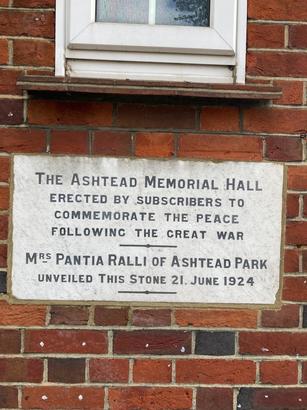 THE ASHTEAD MEMORIAL HALL
ERECTED BY SUBSCRIBERS TO
COMMEMORATE THE PEACE
FOLLOWING THE GREAT WAR
MRS PANTIA RALLI OF ASHTEAD PARK
UNVEILED THIS STONE 21. JUNE 1924